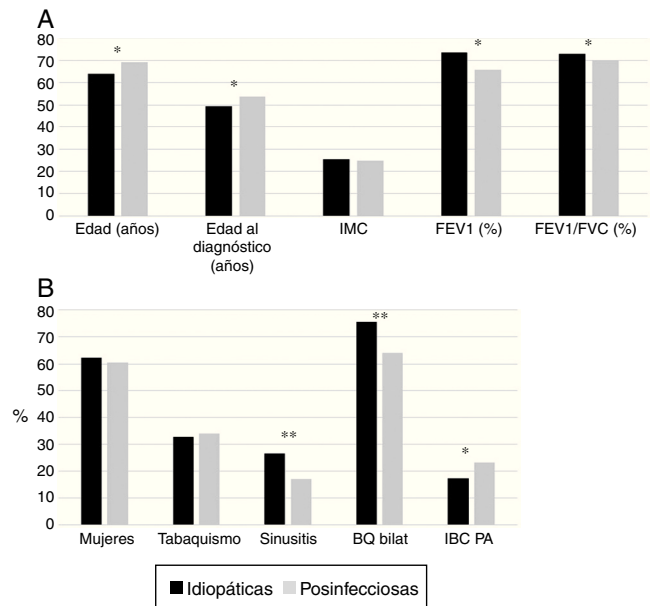 A
80
70
60
50
40
30
20
10
0
*
*
*
*
Edad (años)
Edad al
diagnóstico
(años)
IMC
FEV1 (%)
FEV1/FVC (%)
B
80
70
60
50
40
30
20
10
0
%
**
**
*
Mujeres
Tabaquismo
Sinusitis
BQ bilat
IBC PA
Idiopáticas
Posinfecciosas